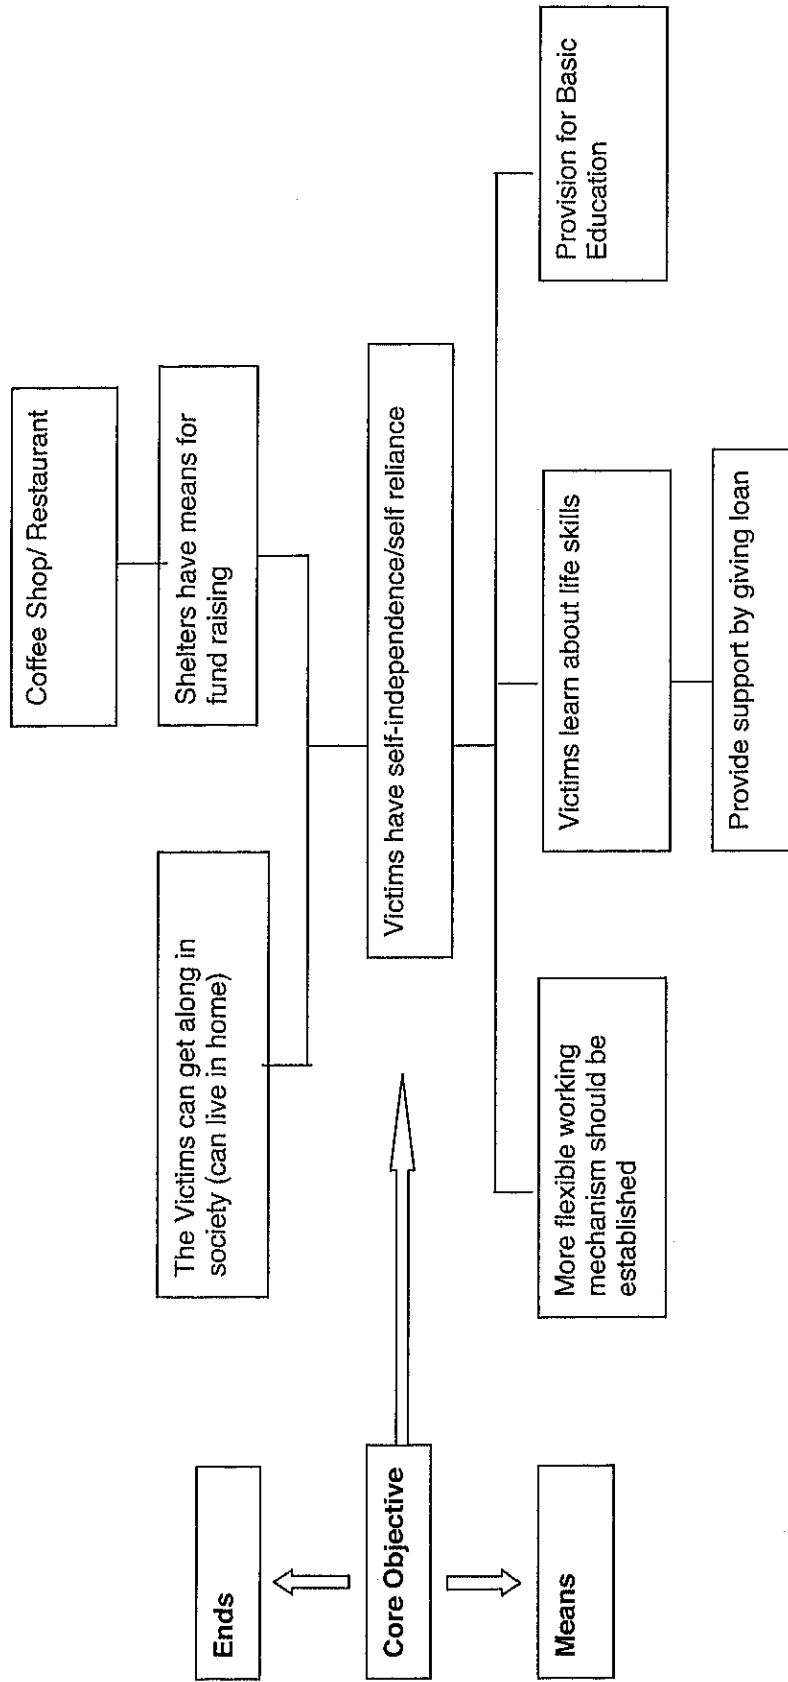 Coffee Shop/ Restaurant
The Victims can get along in
society (can live in home)
Shelters have means for
fund raising
Ends
Core Objective
Victims have self-independence/self reliance
Means
More flexible working
mechanism should be
established
Victims learn about life skills
Provision for Basic
Education
Provide support by giving loan